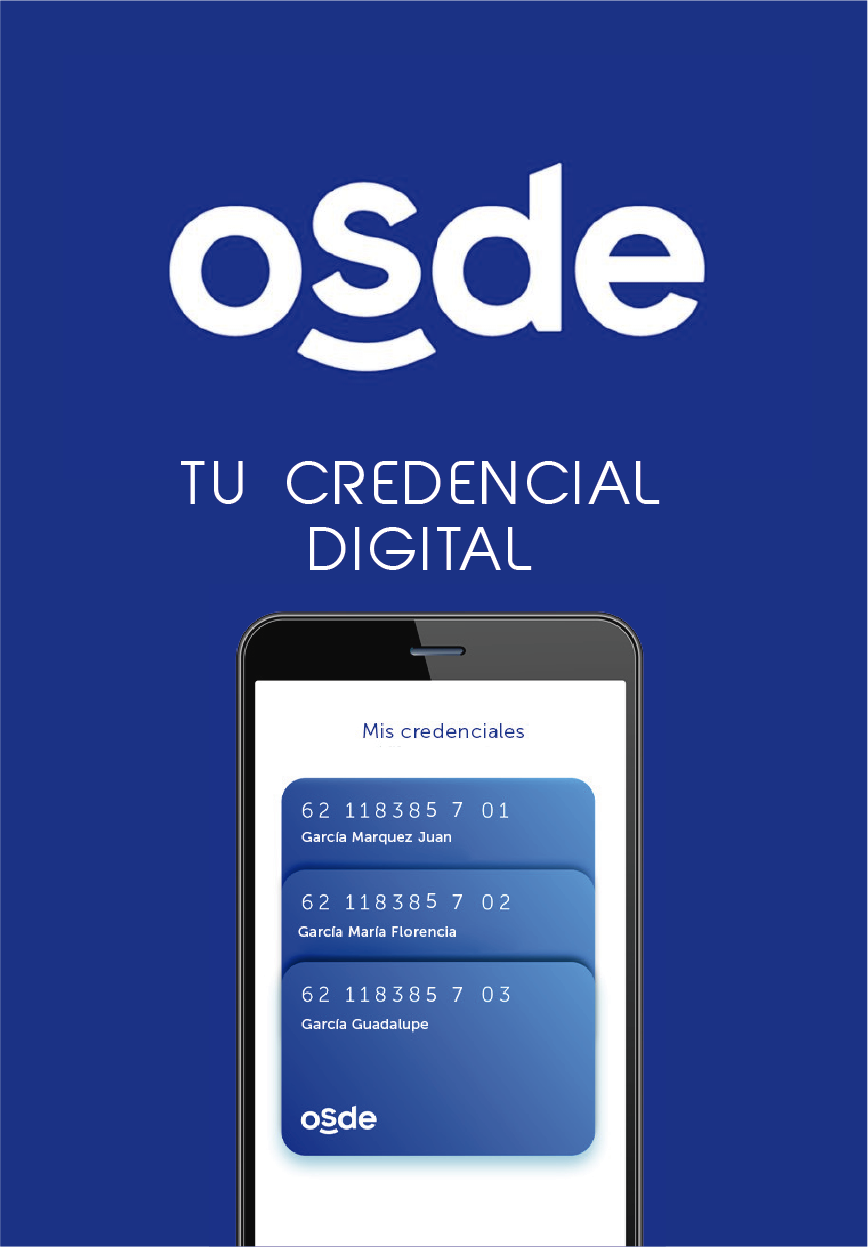 osde
TU CREDENCIAL
DIGITAL
Mis credenciales
62 118385 7 01
García Marquez Juan
62 118385 7 02
García María Florencia
62 118385 7 03
García Guadalupe
osde